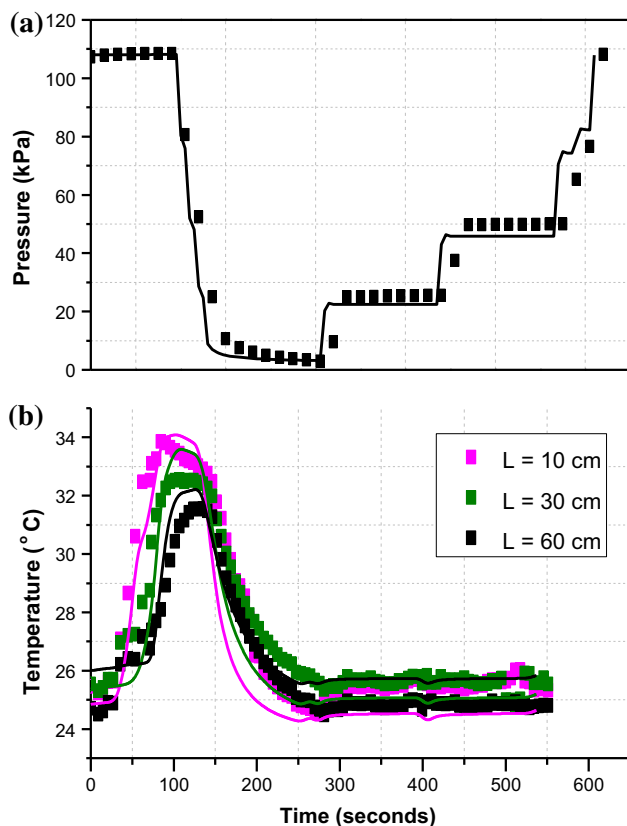 (a)
120
100
80
60
40
20
0
Pressure (kPa)
(b)
34
32
30
28
26
24
Temperature (°C)
L = 10 cm
L = 30 cm
L = 60 cm
0 100 200 300 400 500 600
Time (seconds)